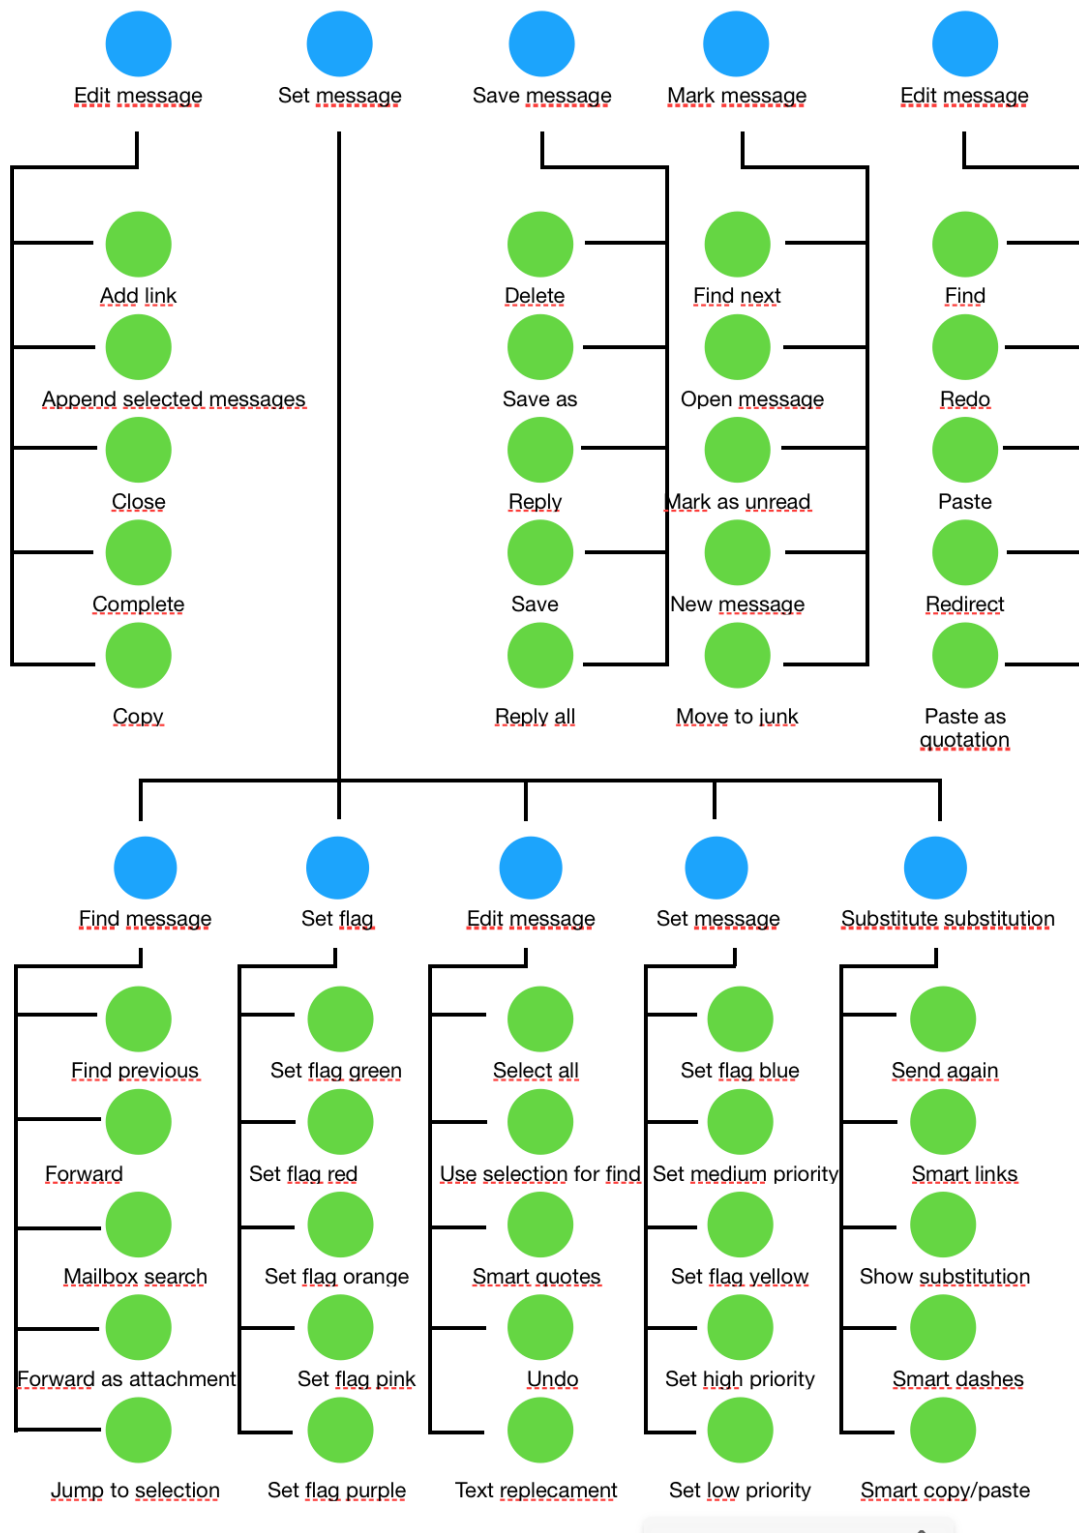 Edit message
Set message
Save message
Mark message
Edit message
Add link
Delete
Find next
Find
Append selected messages
Save as
Open message
Redo
Close
Reply
Mark as unread
Paste
Complete
Save
New message
Redirect
Copy
Reply all
Move to junk
Paste as
quotation
Find message
Set flag
Edit message
Set message
Substitute substitution
Find previous
Set flag green
Select all
Set flag blue
Send again
Forward
Set flag red
Use selection for find
Set medium priority
Smart links
Mailbox search
Set flag orange
Smart quotes
Set flag yellow
Show substitution
Forward as attachment
Set flag pink
Undo
Set high priority
Smart dashes
Jump to selection
Set flag purple
Text replecament
Set low priority
Smart copy/paste